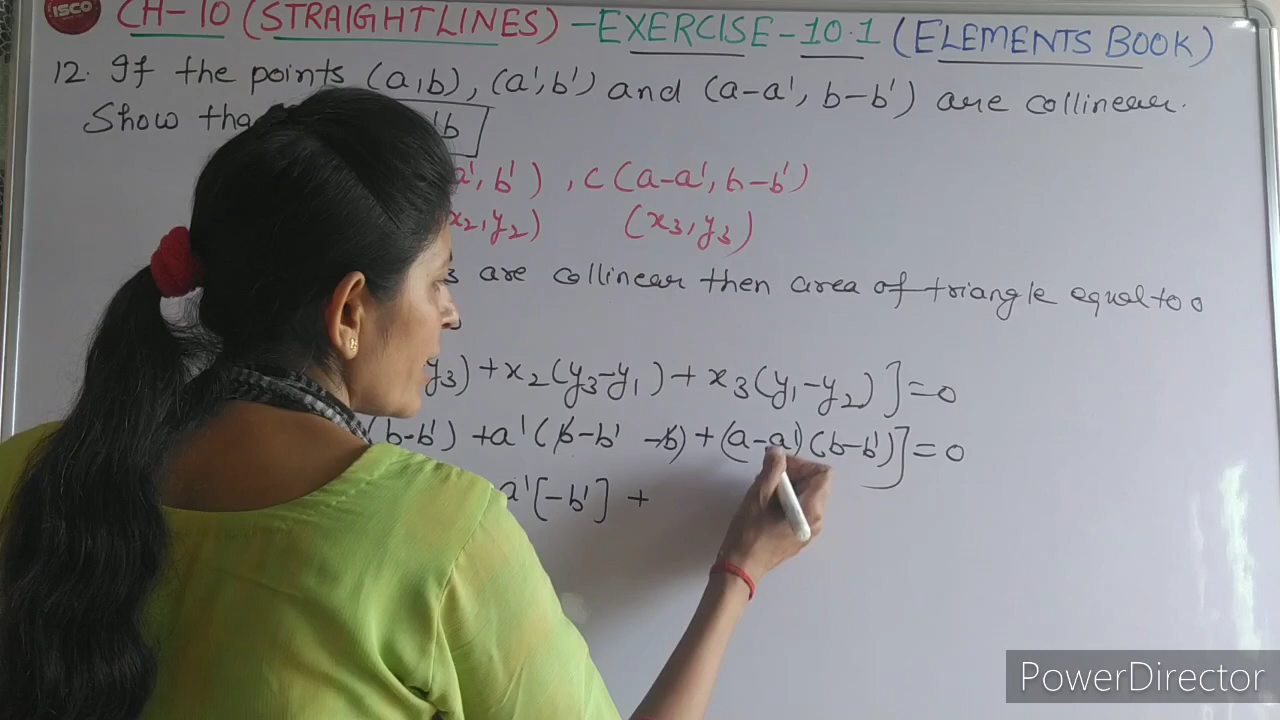 ISCO
CH-10 (STRAIGHT LINES) - EXERCISE - 10.1 (ELEMENTS BOOK)
12. If the points (a,b), (a',b') and (a-a', b-b') are collinear.
Show tha 'b
a', b') , C (a-a', b-b')
x2,y2) (x3,y3)
are collinear then area of triangle equal to 0
y3) + x2 (y3-y1) + x3 (y1-y2) ] = 0
(b-b') + a' (b-b' -b) + (a-a') (b-b') ] = 0
a' [-b'] +
PowerDirector